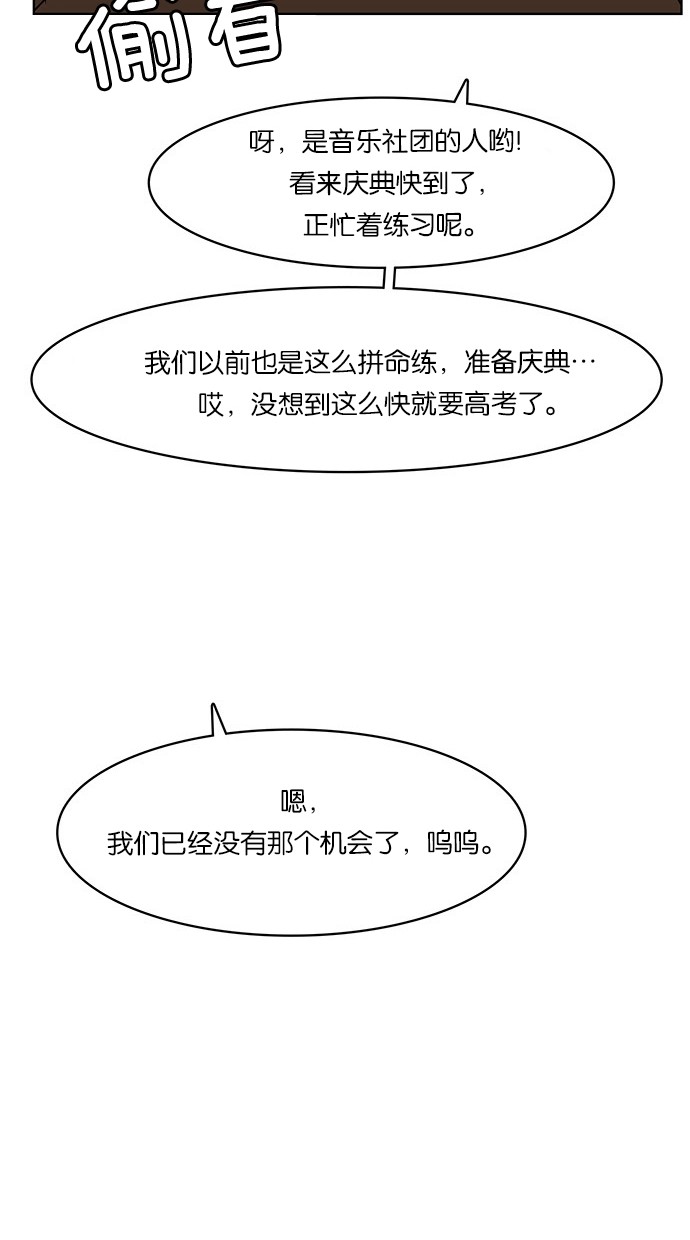 偷看
呀，是音乐社团的人哟!
看来庆典快到了，
正忙着练习呢。
我们以前也是这么拼命练，准备庆典…
哎，没想到这么快就要高考了。
嗯，
我们已经没有那个机会了，呜呜。